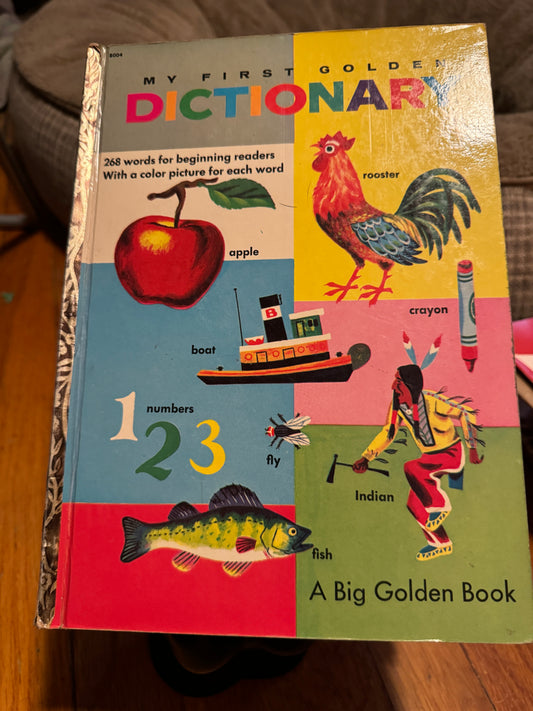 8004
MY FIRST GOLDEN
DICTIONARY
268 words for beginning readers
With a color picture for each word
rooster
apple
crayon
B
boat
numbers
1
2 3
fly
Indian
fish
A Big Golden Book